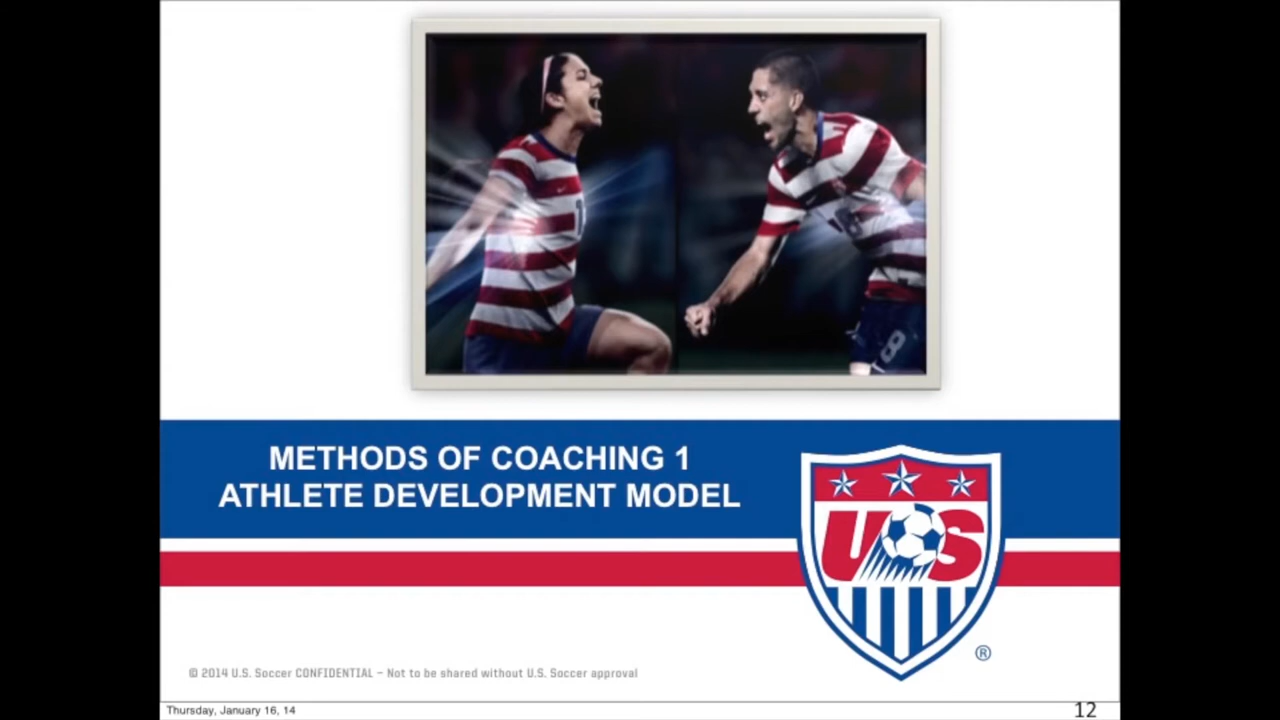 METHODS OF COACHING 1
ATHLETE DEVELOPMENT MODEL
US
®
© 2014 U.S. Soccer CONFIDENTIAL – Not to be shared without U.S. Soccer approval
Thursday, January 16, 14
12
8